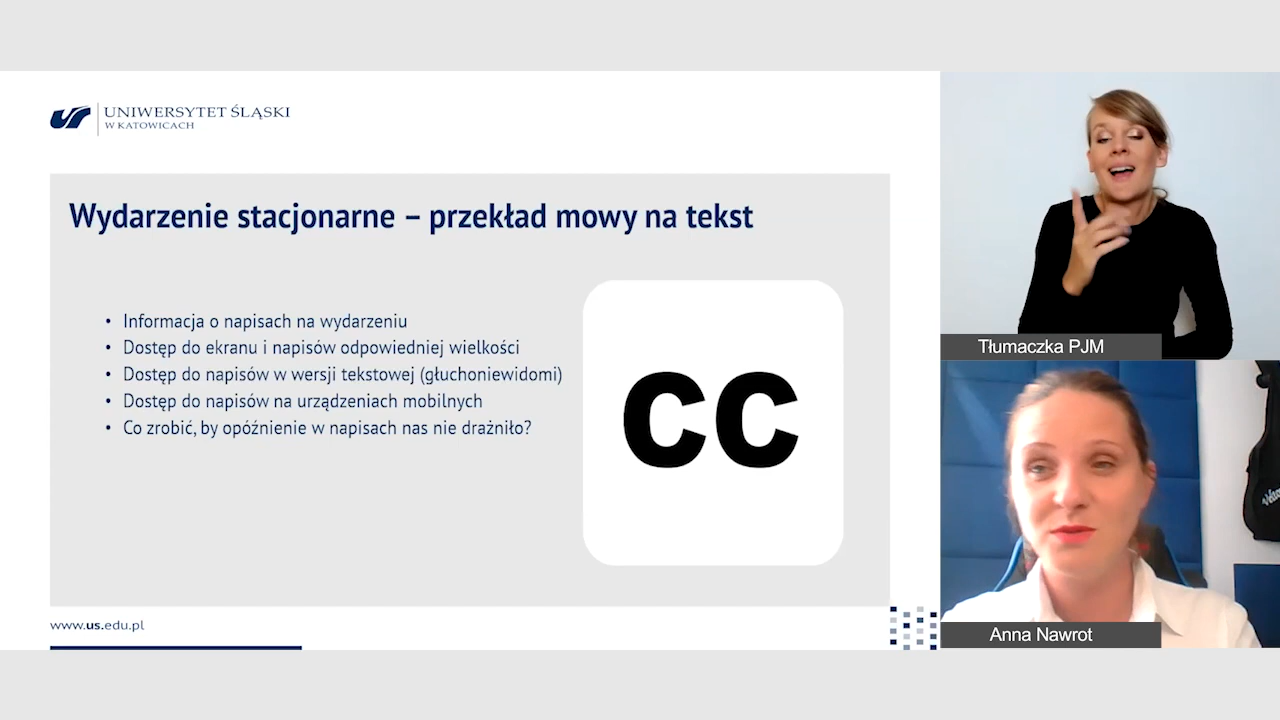 UNIWERSYTET ŚLĄSKI
W KATOWICACH
Wydarzenie stacjonarne – przekład mowy na tekst
• Informacja o napisach na wydarzeniu
• Dostęp do ekranu i napisów odpowiedniej wielkości
• Dostęp do napisów w wersji tekstowej (głuchoniewidomi)
• Dostęp do napisów na urządzeniach mobilnych
• Co zrobić, by opóźnienie w napisach nas nie drażniło?
CC
www.us.edu.pl
Tłumaczka PJM
Anna Nawrot